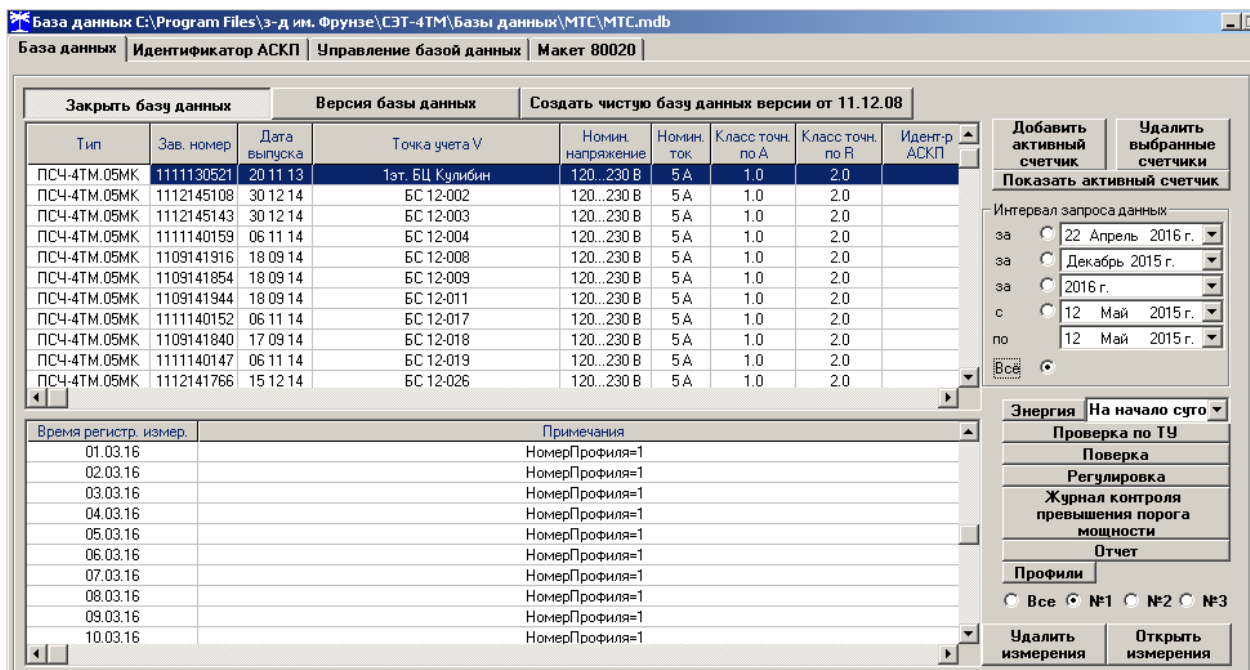 База данных C:\Program Files\з-д им. Фрунзе\СЭТ-4ТМ\Базы данных\МТС\МТС.mdb
База данных Идентификатор АСКП Управление базой данных Макет 80020
Закрыть базу данных Версия базы данных Создать чистую базу данных версии от 11.12.08
Тип Зав. номер Дата выпуска Точка учета V Номин. напряжение Номин. ток Класс точн. по А Класс точн. по R Идент-р АСКП
ПСЧ-4ТМ.05МК 1111130521 20 11 13 1эт. БЦ Кулибин 120...230 В 5 А 1.0 2.0
ПСЧ-4ТМ.05МК 1112145108 30 12 14 БС 12-002 120...230 В 5 А 1.0 2.0
ПСЧ-4ТМ.05МК 1112145143 30 12 14 БС 12-003 120...230 В 5 А 1.0 2.0
ПСЧ-4ТМ.05МК 1111140159 06 11 14 БС 12-004 120...230 В 5 А 1.0 2.0
ПСЧ-4ТМ.05МК 1109141916 18 09 14 БС 12-008 120...230 В 5 А 1.0 2.0
ПСЧ-4ТМ.05МК 1109141854 18 09 14 БС 12-009 120...230 В 5 А 1.0 2.0
ПСЧ-4ТМ.05МК 1109141944 18 09 14 БС 12-011 120...230 В 5 А 1.0 2.0
ПСЧ-4ТМ.05МК 1111140152 06 11 14 БС 12-017 120...230 В 5 А 1.0 2.0
ПСЧ-4ТМ.05МК 1109141840 17 09 14 БС 12-018 120...230 В 5 А 1.0 2.0
ПСЧ-4ТМ.05МК 1111140147 06 11 14 БС 12-019 120...230 В 5 А 1.0 2.0
ПСЧ-4ТМ.05МК 1112141766 15 12 14 БС 12-026 120...230 В 5 А 1.0 2.0
Время регистр. измер. Примечания
01.03.16 НомерПрофиля=1
02.03.16 НомерПрофиля=1
03.03.16 НомерПрофиля=1
04.03.16 НомерПрофиля=1
05.03.16 НомерПрофиля=1
06.03.16 НомерПрофиля=1
07.03.16 НомерПрофиля=1
08.03.16 НомерПрофиля=1
09.03.16 НомерПрофиля=1
10.03.16 НомерПрофиля=1
Добавить активный счетчик
Удалить выбранные счетчики
Показать активный счетчик
Интервал запроса данных
за 22 Апрель 2016 г.
за Декабрь 2015 г.
за 2016 г.
с 12 Май 2015 г.
по 12 Май 2015 г.
Всё
Энергия На начало суто
Проверка по ТУ
Поверка
Регулировка
Журнал контроля
превышения порога
мощности
Отчет
Профили
Все №1 №2 №3
Удалить измерения
Открыть измерения